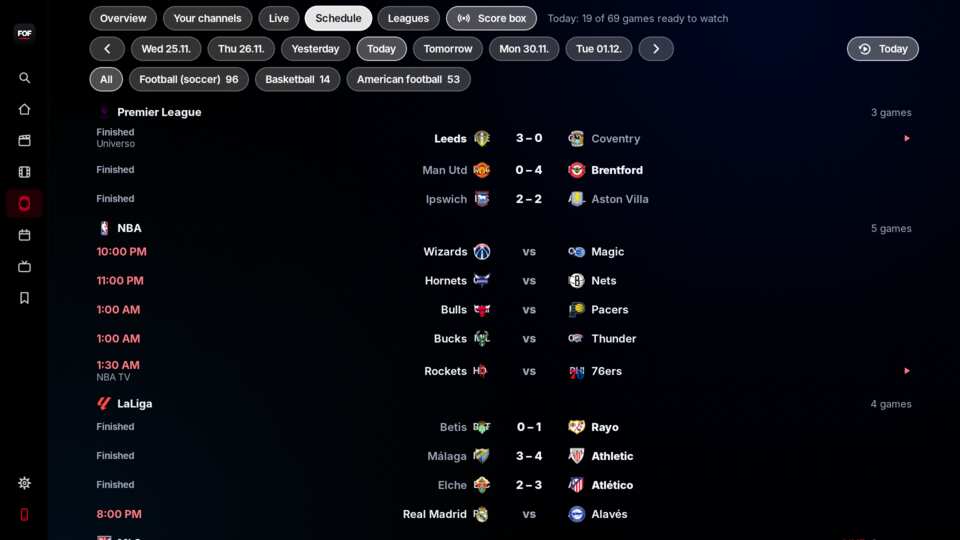 Overview Your channels Live Schedule Leagues Score box Today: 19 of 69 games ready to watch
FOF
Wed 25.11. Thu 26.11. Yesterday Today Tomorrow Mon 30.11. Tue 01.12. Today
All Football (soccer) 96 Basketball 14 American football 53
Premier League 3 games
Finished
Universo
Leeds 3 – 0 Coventry
Finished Man Utd 0 – 4 Brentford
Finished Ipswich 2 – 2 Aston Villa
NBA 5 games
10:00 PM Wizards vs Magic
11:00 PM Hornets vs Nets
1:00 AM Bulls vs Pacers
1:00 AM Bucks vs Thunder
1:30 AM
NBA TV
Rockets vs 76ers
LaLiga 4 games
Finished Betis 0 – 1 Rayo
Finished Málaga 3 – 4 Athletic
Finished Elche 2 – 3 Atlético
8:00 PM Real Madrid vs Alavés